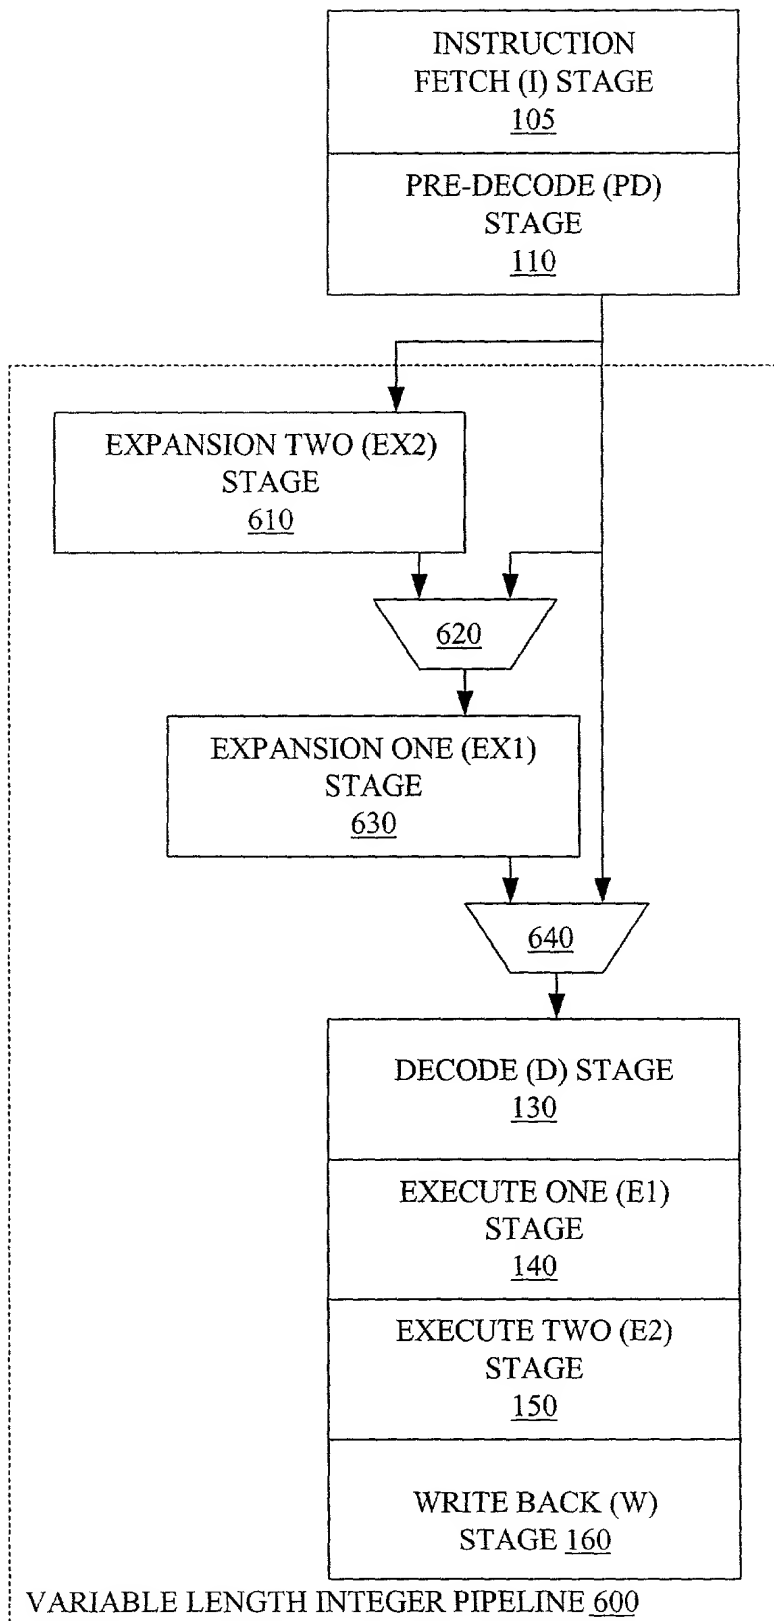 INSTRUCTION
FETCH (I) STAGE
105
PRE-DECODE (PD)
STAGE
110
EXPANSION TWO (EX2)
STAGE
610
620
EXPANSION ONE (EX1)
STAGE
630
640
DECODE (D) STAGE
130
EXECUTE ONE (E1)
STAGE
140
EXECUTE TWO (E2)
STAGE
150
WRITE BACK (W)
STAGE 160
VARIABLE LENGTH INTEGER PIPELINE 600